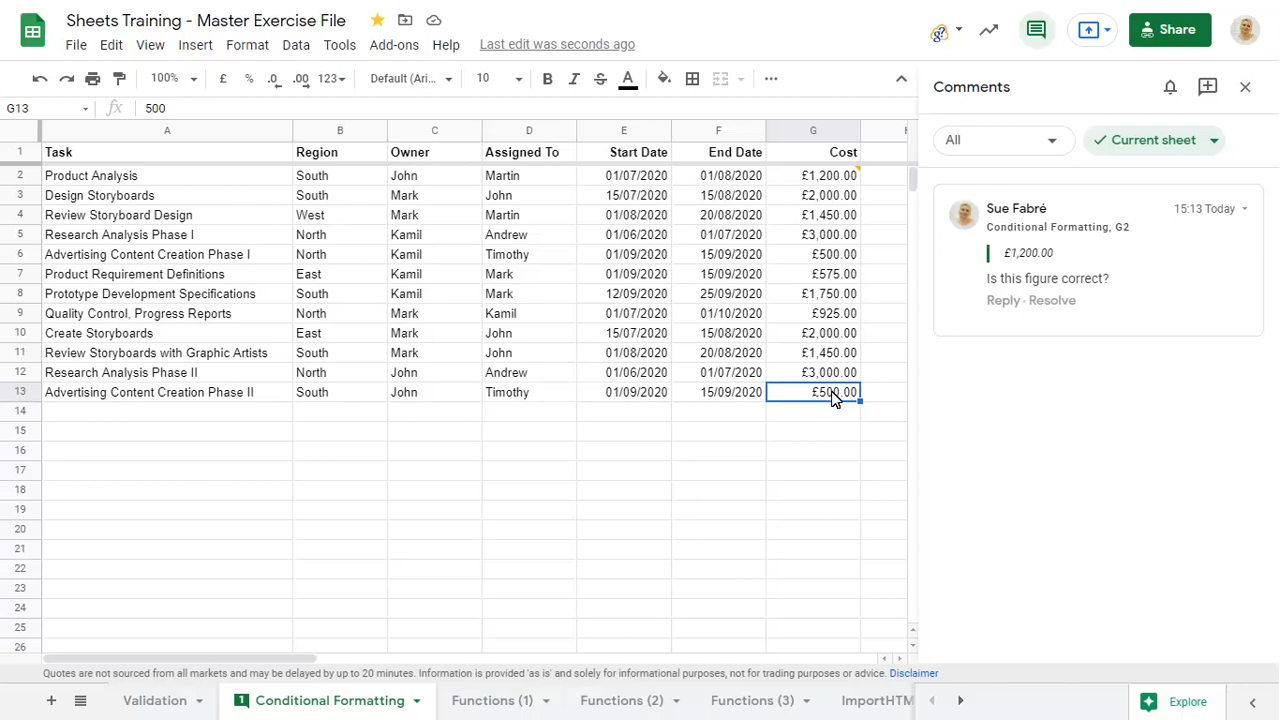 Sheets Training - Master Exercise File
File Edit View Insert Format Data Tools Add-ons Help Last edit was seconds ago
Share
100% £ % .0 .00 123 Default (Ari... 10 B I S A
G13 fx 500
A B C D E F G
1 Task Region Owner Assigned To Start Date End Date Cost
2 Product Analysis South John Martin 01/07/2020 01/08/2020 £1,200.00
3 Design Storyboards South Mark John 15/07/2020 15/08/2020 £2,000.00
4 Review Storyboard Design West Mark Martin 01/08/2020 20/08/2020 £1,450.00
5 Research Analysis Phase I North Kamil Andrew 01/06/2020 01/07/2020 £3,000.00
6 Advertising Content Creation Phase I North Kamil Timothy 01/09/2020 15/09/2020 £500.00
7 Product Requirement Definitions East Kamil Mark 01/09/2020 15/09/2020 £575.00
8 Prototype Development Specifications South Kamil Mark 12/09/2020 25/09/2020 £1,750.00
9 Quality Control, Progress Reports North Mark Kamil 01/07/2020 01/10/2020 £925.00
10 Create Storyboards East Mark John 15/07/2020 15/08/2020 £2,000.00
11 Review Storyboards with Graphic Artists South Mark John 01/08/2020 20/08/2020 £1,450.00
12 Research Analysis Phase II North John Andrew 01/06/2020 01/07/2020 £3,000.00
13 Advertising Content Creation Phase II South John Timothy 01/09/2020 15/09/2020 £500.00
14
15
16
17
18
19
20
21
22
23
24
25
26
Comments
All Current sheet
Sue Fabré 15:13 Today
Conditional Formatting, G2
£1,200.00
Is this figure correct?
Reply · Resolve
Quotes are not sourced from all markets and may be delayed by up to 20 minutes. Information is provided 'as is' and solely for informational purposes, not for trading purposes or advice. Disclaimer
Validation 1 Conditional Formatting Functions (1) Functions (2) Functions (3) ImportHTM Explore